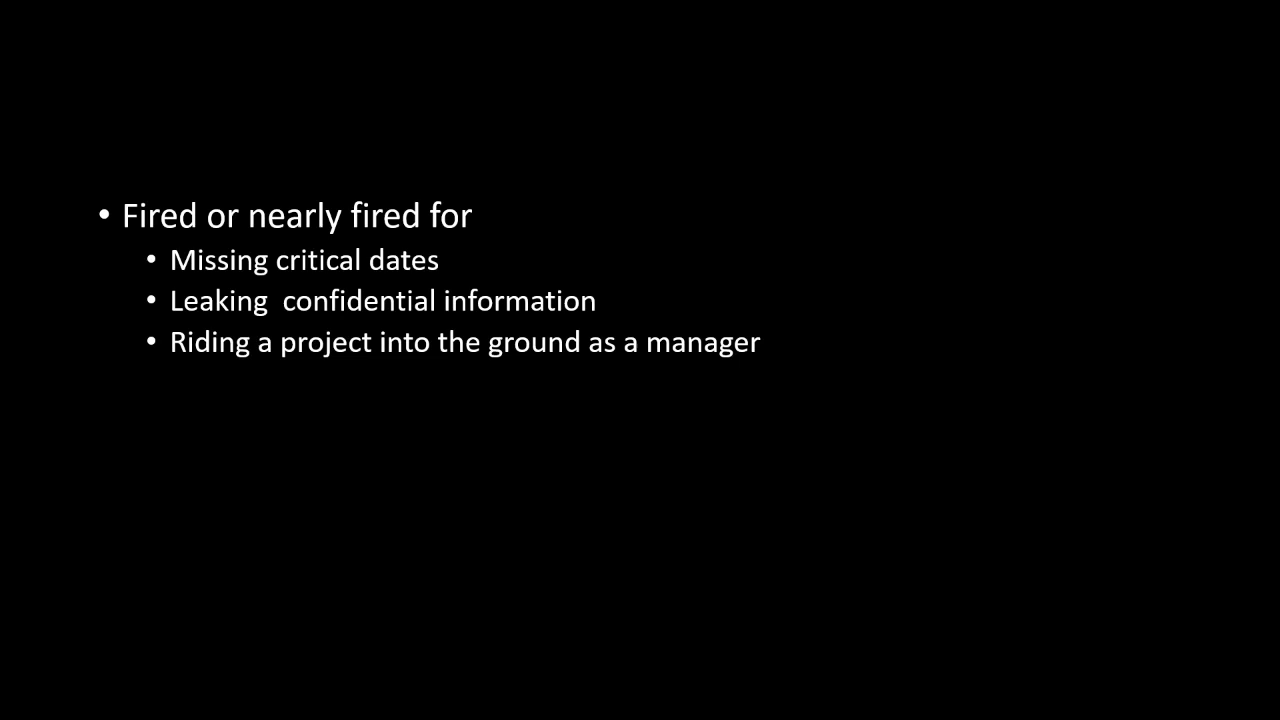 • Fired or nearly fired for
• Missing critical dates
• Leaking  confidential information
• Riding a project into the ground as a manager